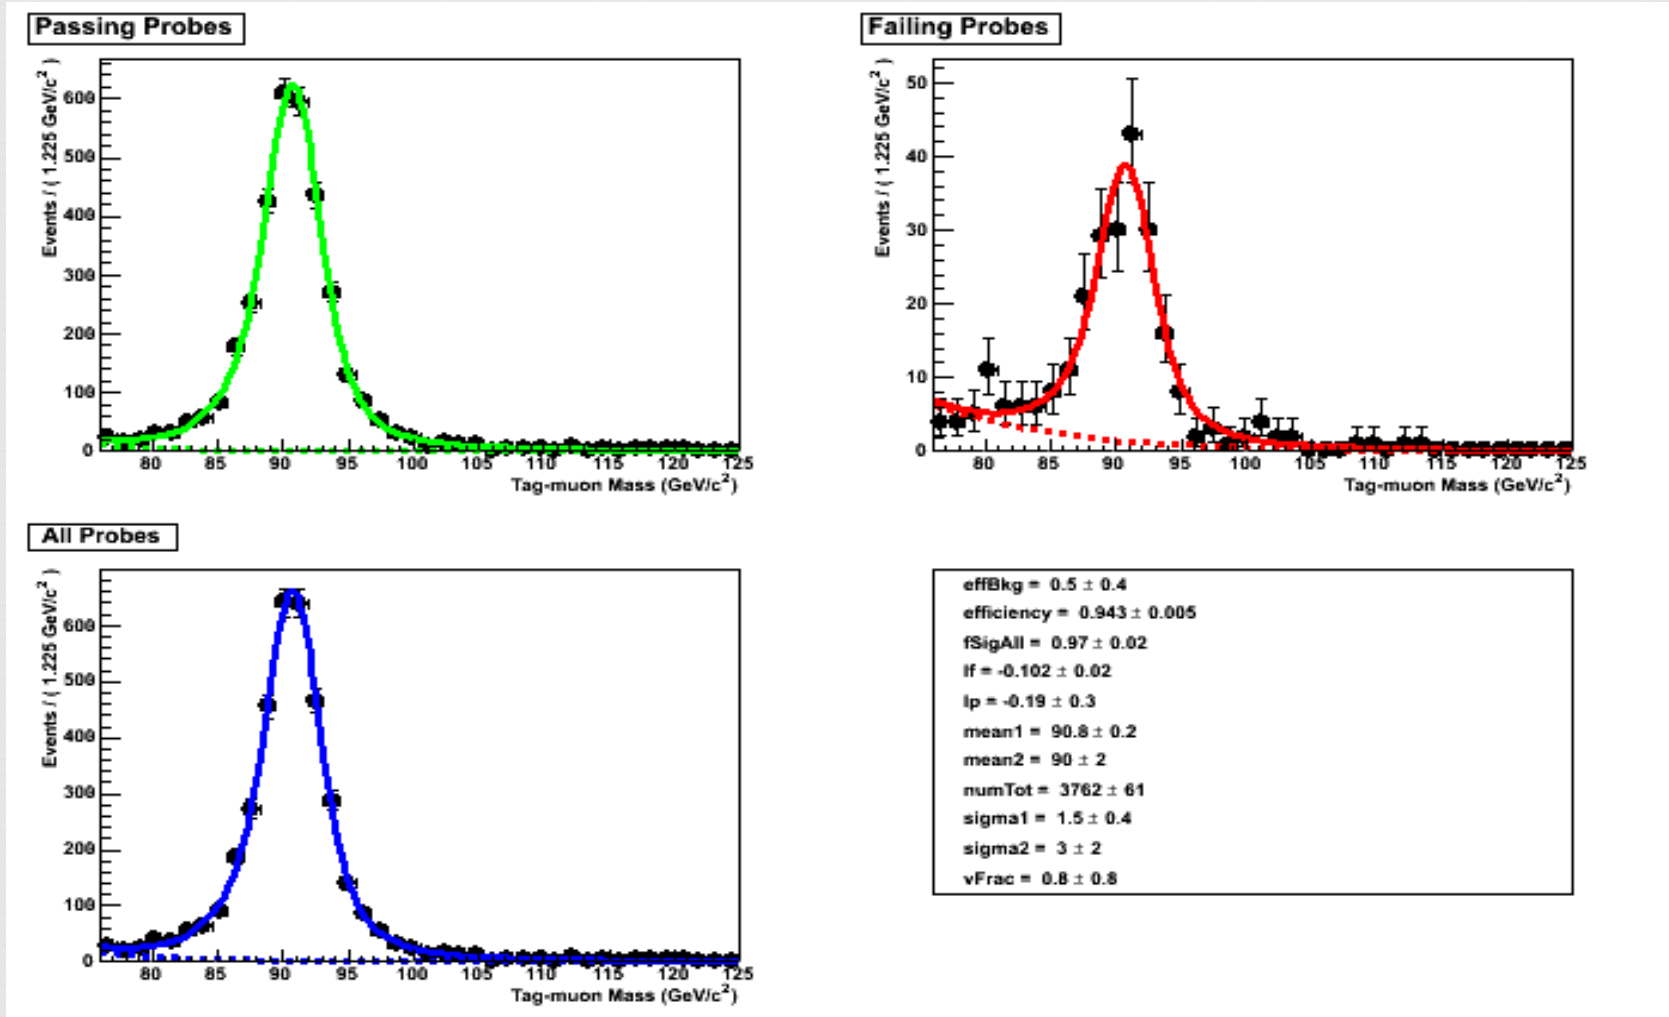 Passing Probes
Events / ( 1.225 GeV/c2 )
600
500
400
300
200
100
0
80 85 90 95 100 105 110 115 120 125
Tag-muon Mass (GeV/c2)
Failing Probes
Events / ( 1.225 GeV/c2 )
50
40
30
20
10
0
80 85 90 95 100 105 110 115 120 125
Tag-muon Mass (GeV/c2)
All Probes
Events / ( 1.225 GeV/c2 )
600
500
400
300
200
100
0
80 85 90 95 100 105 110 115 120 125
Tag-muon Mass (GeV/c2)
effBkg = 0.5 ± 0.4
efficiency = 0.943 ± 0.005
fSigAll = 0.97 ± 0.02
lf = -0.102 ± 0.02
lp = -0.19 ± 0.3
mean1 = 90.8 ± 0.2
mean2 = 90 ± 2
numTot = 3762 ± 61
sigma1 = 1.5 ± 0.4
sigma2 = 3 ± 2
vFrac = 0.8 ± 0.8